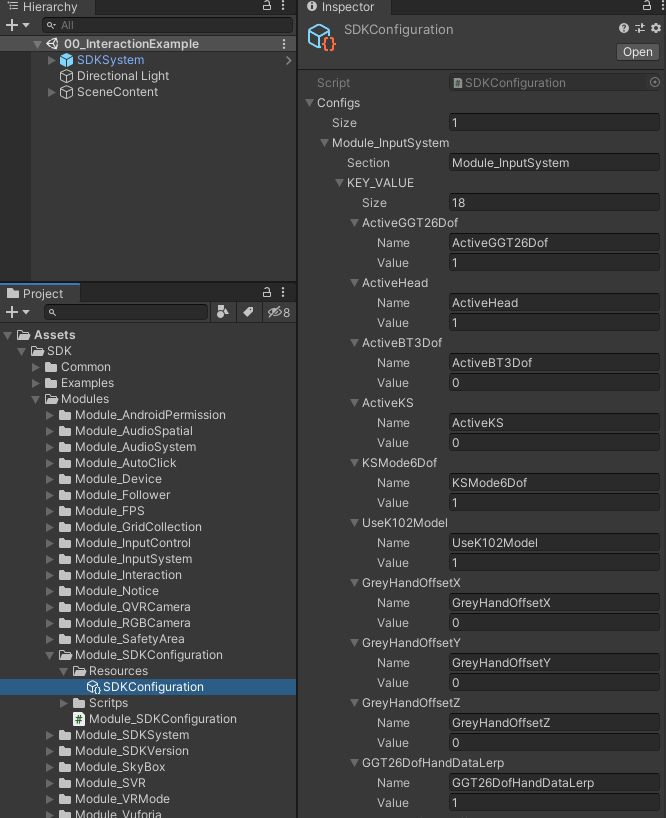 Hierarchy
All
00_InteractionExample
SDKSystem
Directional Light
SceneContent
Project
8
Assets
SDK
Common
Examples
Modules
Module_AndroidPermission
Module_AudioSpatial
Module_AudioSystem
Module_AutoClick
Module_Device
Module_Follower
Module_FPS
Module_GridCollection
Module_InputControl
Module_InputSystem
Module_Interaction
Module_Notice
Module_QVRCamera
Module_RGBCamera
Module_SafetyArea
Module_SDKConfiguration
Resources
SDKConfiguration
Scritps
Module_SDKConfiguration
Module_SDKSystem
Module_SDKVersion
Module_SkyBox
Module_SVR
Module_VRMode
Module_Vuforia
Inspector
SDKConfiguration
Open
Script SDKConfiguration
Configs
Size 1
Module_InputSystem
Section Module_InputSystem
KEY_VALUE
Size 18
ActiveGGT26Dof
Name ActiveGGT26Dof
Value 1
ActiveHead
Name ActiveHead
Value 1
ActiveBT3Dof
Name ActiveBT3Dof
Value 0
ActiveKS
Name ActiveKS
Value 0
KSMode6Dof
Name KSMode6Dof
Value 1
UseK102Model
Name UseK102Model
Value 1
GreyHandOffsetX
Name GreyHandOffsetX
Value 0
GreyHandOffsetY
Name GreyHandOffsetY
Value 0
GreyHandOffsetZ
Name GreyHandOffsetZ
Value 0
GGT26DofHandDataLerp
Name GGT26DofHandDataLerp
Value 1